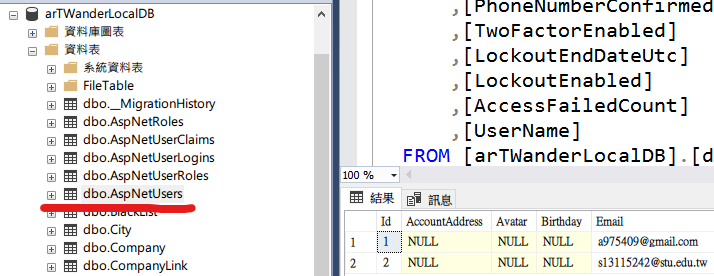 arTWanderLocalDB
資料庫圖表
資料表
系統資料表
FileTable
dbo.__MigrationHistory
dbo.AspNetRoles
dbo.AspNetUserClaims
dbo.AspNetUserLogins
dbo.AspNetUserRoles
dbo.AspNetUsers
dbo.BlackList
dbo.City
dbo.Company
dbo.CompanyLink
,[PhoneNumberConfirmed
,[TwoFactorEnabled]
,[LockoutEndDateUtc]
,[LockoutEnabled]
,[AccessFailedCount]
,[UserName]
FROM [arTWanderLocalDB].[d
100 %
結果 訊息
Id AccountAddress Avatar Birthday Email
1 1 NULL NULL NULL a975409@gmail.com
2 2 NULL NULL NULL s13115242@stu.edu.tw